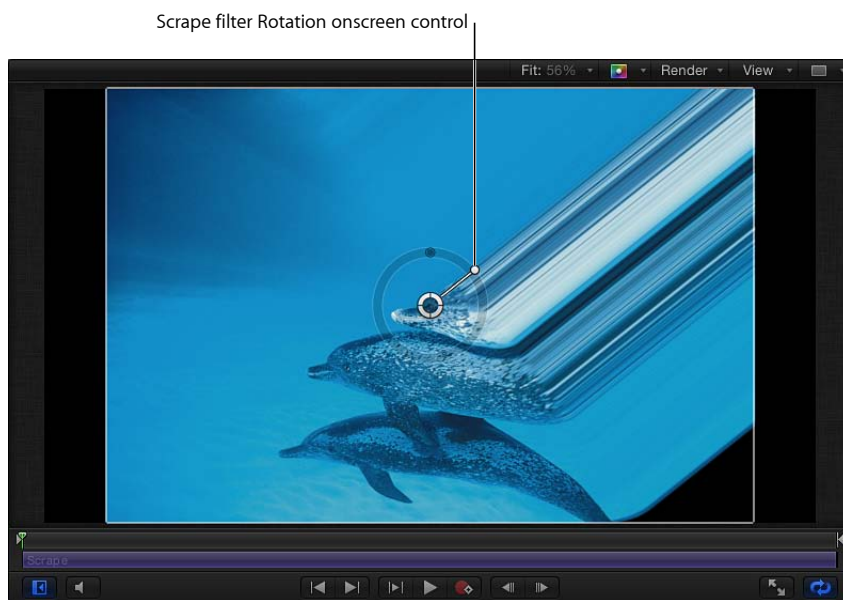 Scrape filter Rotation onscreen control
Fit: 56% Render View
Scrape